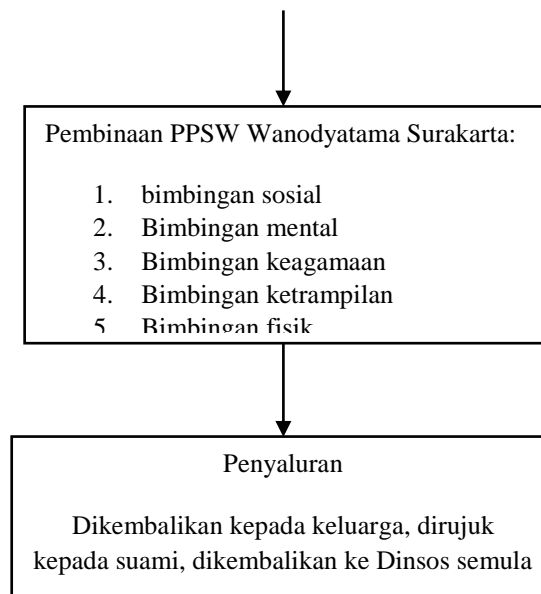 Pembinaan PPSW Wanodyatama Surakarta:
1. bimbingan sosial
2. Bimbingan mental
3. Bimbingan keagamaan
4. Bimbingan ketrampilan
5. Bimbingan fisik
Penyaluran
Dikembalikan kepada keluarga, dirujuk
kepada suami, dikembalikan ke Dinsos semula